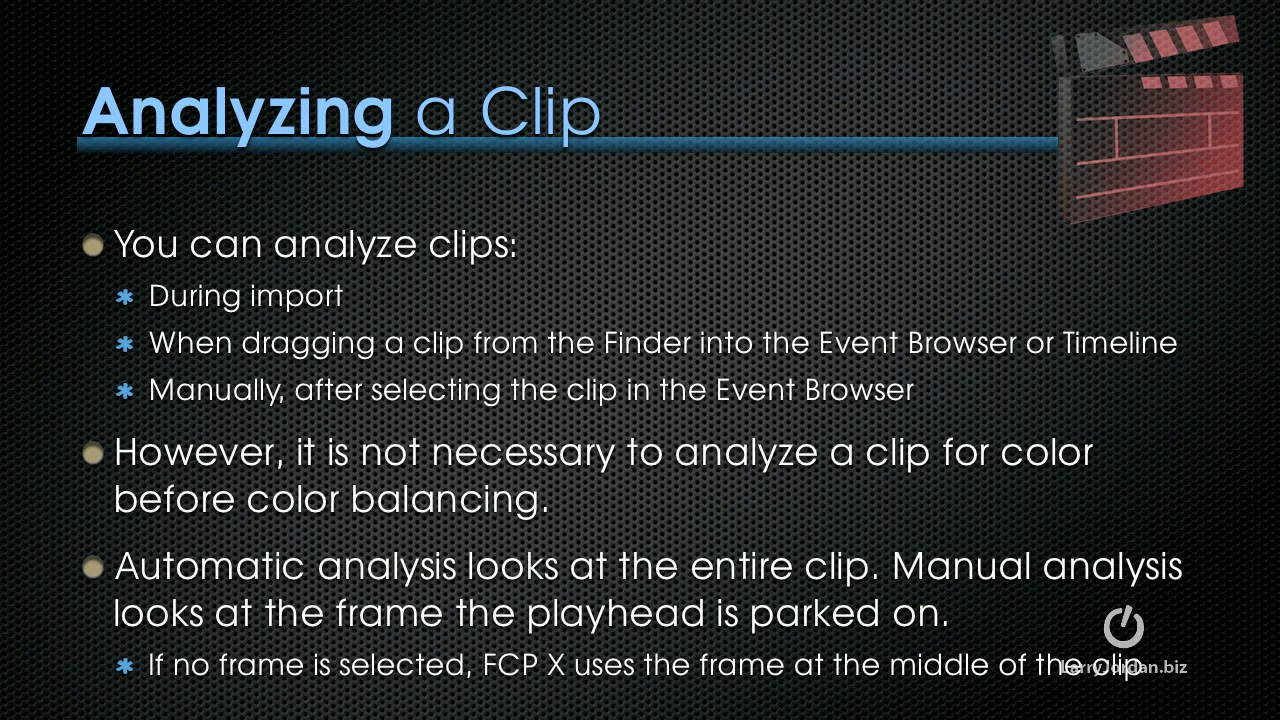 Analyzing a Clip
You can analyze clips:
During import
When dragging a clip from the Finder into the Event Browser or Timeline
Manually, after selecting the clip in the Event Browser
However, it is not necessary to analyze a clip for color
before color balancing.
Automatic analysis looks at the entire clip. Manual analysis
looks at the frame the playhead is parked on.
If no frame is selected, FCP X uses the frame at the middle of the clip
LarryJordan.biz